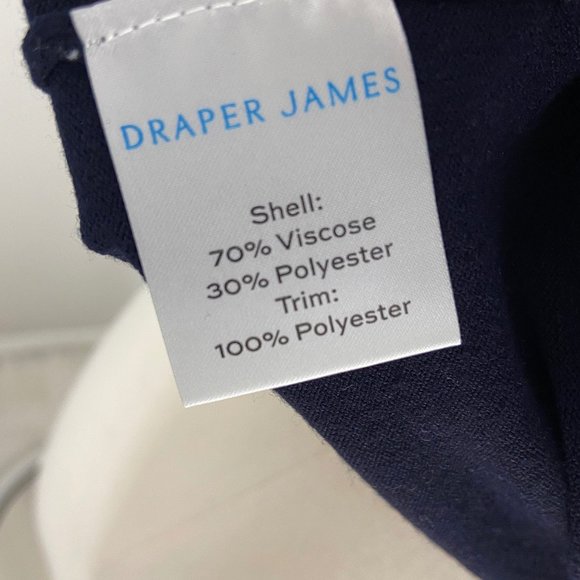 DRAPER JAMES
Shell:
70% Viscose
30% Polyester
Trim:
100% Polyester